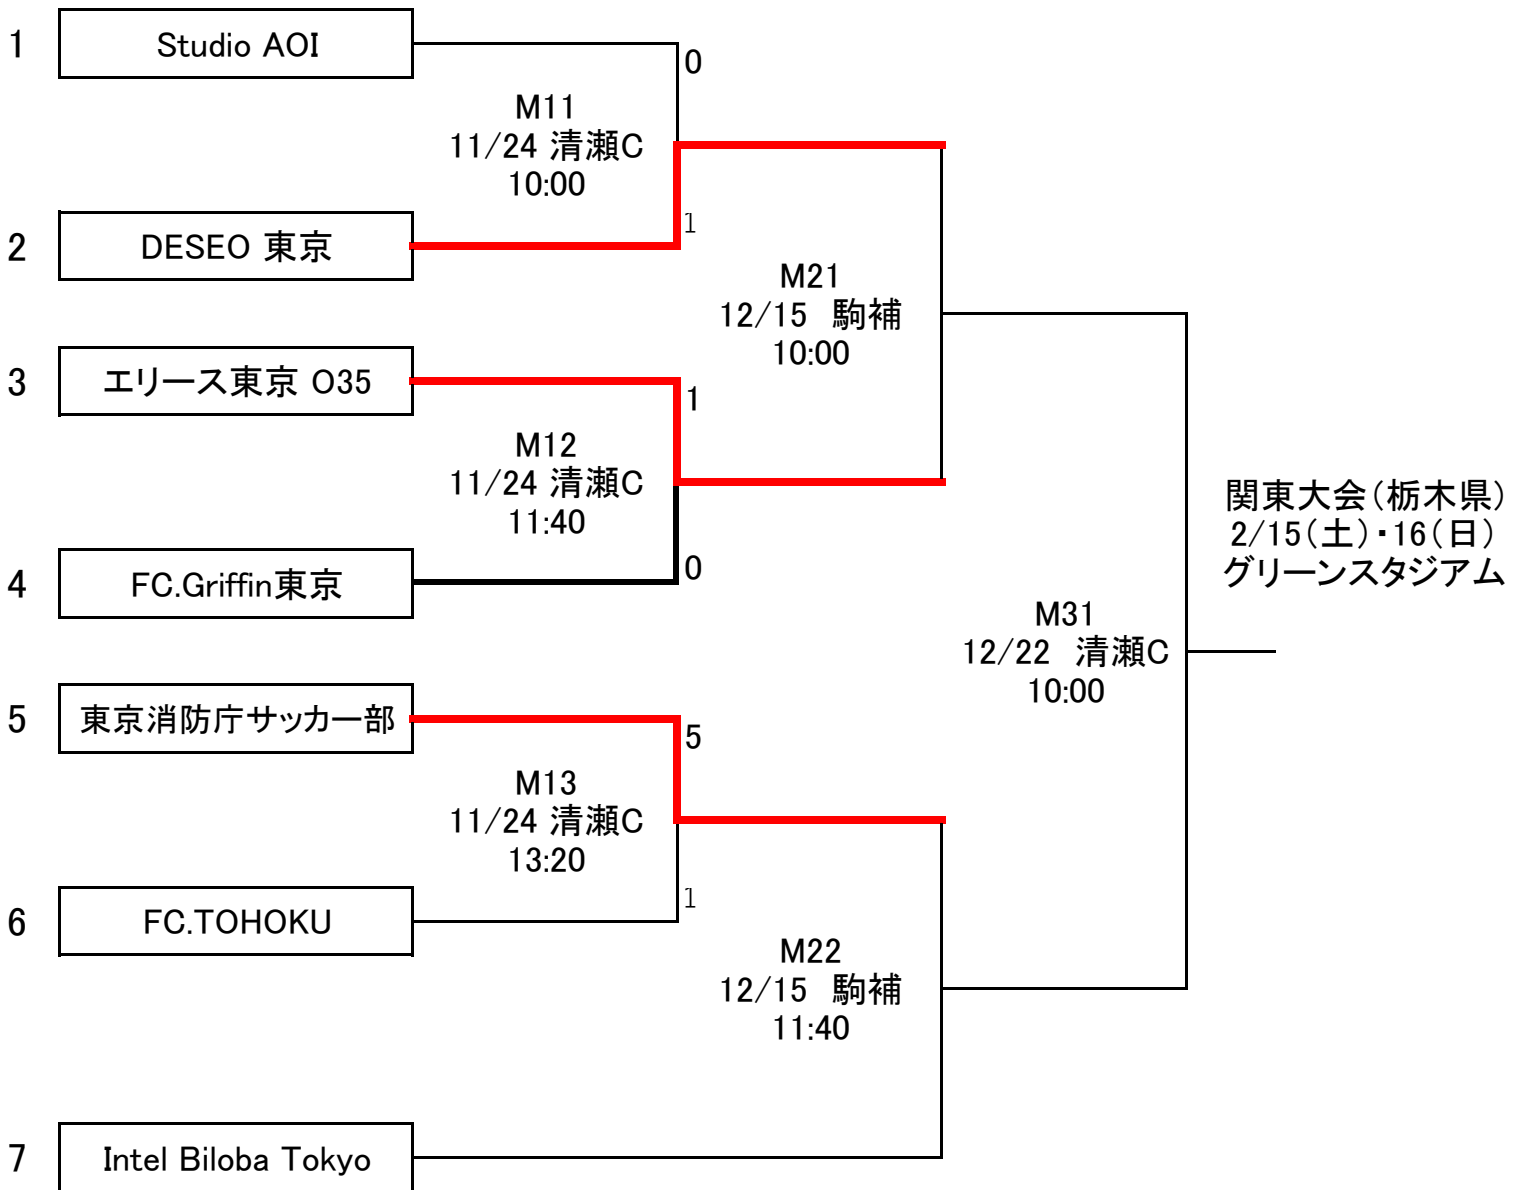 1
Studio AOI
0
M11
11/24 清瀬C
10:00
1
2
DESEO 東京
M21
12/15　駒補
10:00
3
エリース東京 O35
1
M12
11/24 清瀬C
11:40
0
4
FC.Griffin東京
関東大会（栃木県）
2/15（土）・16（日）
グリーンスタジアム
M31
12/22　清瀬C
10:00
5
東京消防庁サッカー部
5
M13
11/24 清瀬C
13:20
1
6
FC.TOHOKU
M22
12/15　駒補
11:40
7
Intel Biloba Tokyo